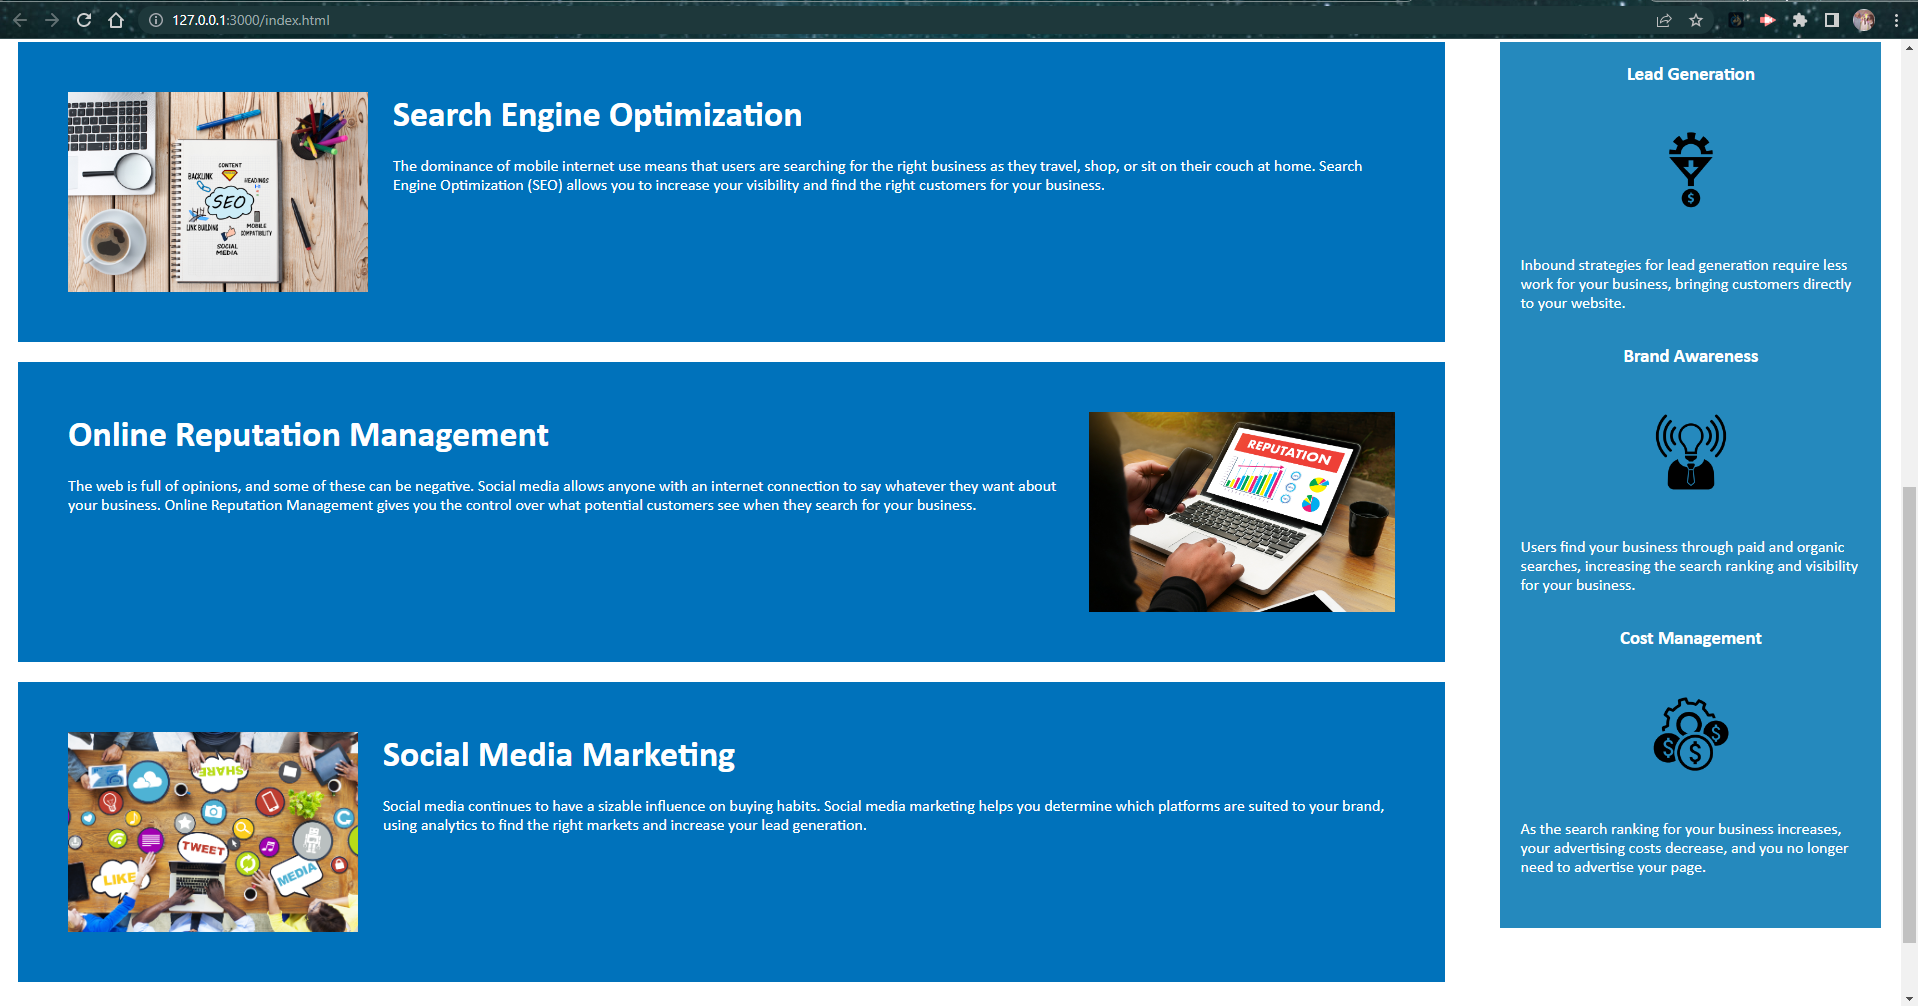 127.0.0.1:3000/index.html
Search Engine Optimization
The dominance of mobile internet use means that users are searching for the right business as they travel, shop, or sit on their couch at home. Search
Engine Optimization (SEO) allows you to increase your visibility and find the right customers for your business.
CONTENT
BACKLINK
HEADINGS
SEO
LINK BUILDING
MOBILE
COMPATIBILITY
SOCIAL
MEDIA
Online Reputation Management
The web is full of opinions, and some of these can be negative. Social media allows anyone with an internet connection to say whatever they want about
your business. Online Reputation Management gives you the control over what potential customers see when they search for your business.
REPUTATION
Social Media Marketing
Social media continues to have a sizable influence on buying habits. Social media marketing helps you determine which platforms are suited to your brand,
using analytics to find the right markets and increase your lead generation.
SHARE
TWEET
LIKE
MEDIA
Lead Generation
$
Inbound strategies for lead generation require less
work for your business, bringing customers directly
to your website.
Brand Awareness
Users find your business through paid and organic
searches, increasing the search ranking and visibility
for your business.
Cost Management
$ $ $
As the search ranking for your business increases,
your advertising costs decrease, and you no longer
need to advertise your page.